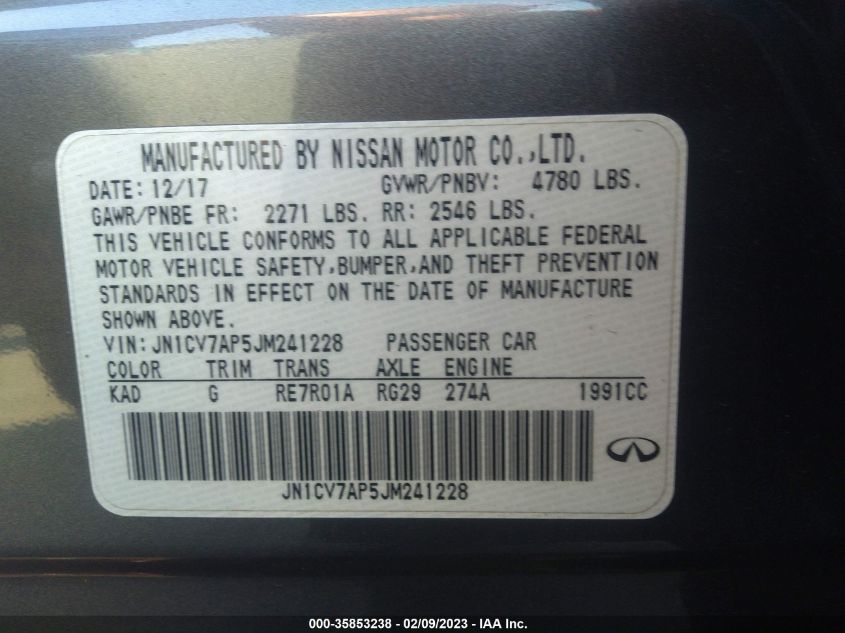 MANUFACTURED BY NISSAN MOTOR CO.,LTD.
DATE: 12/17 GVWR/PNBV: 4780 LBS.
GAWR/PNBE FR: 2271 LBS. RR: 2546 LBS.
THIS VEHICLE CONFORMS TO ALL APPLICABLE FEDERAL
MOTOR VEHICLE SAFETY,BUMPER,AND THEFT PREVENTION
STANDARDS IN EFFECT ON THE DATE OF MANUFACTURE
SHOWN ABOVE.
VIN: JN1CV7AP5JM241228 PASSENGER CAR
COLOR TRIM TRANS AXLE ENGINE
KAD G RE7R01A RG29 274A 1991CC
JN1CV7AP5JM241228
000-35853238 - 02/09/2023 - IAA Inc.